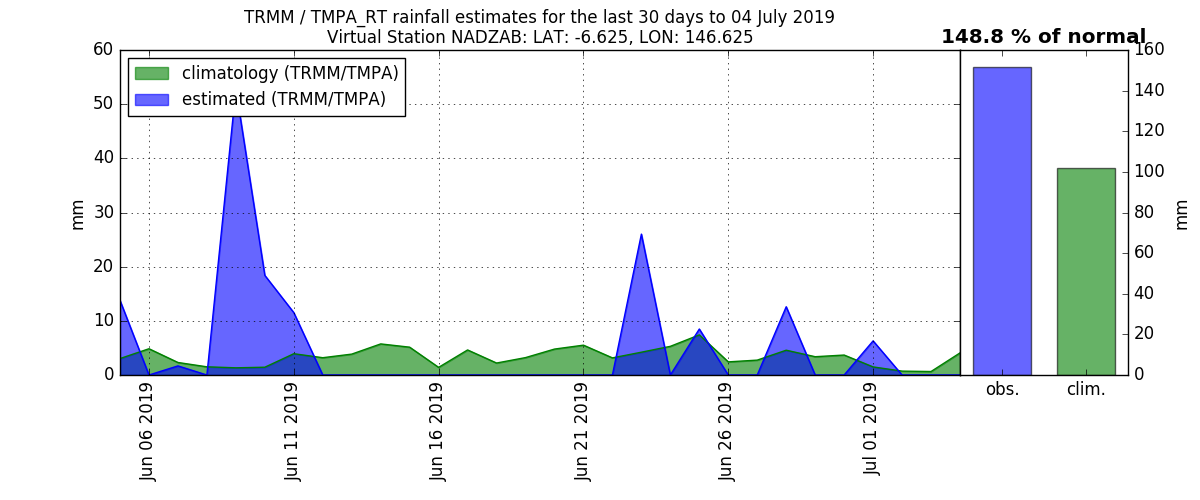 TRMM / TMPA_RT rainfall estimates for the last 30 days to 04 July 2019
Virtual Station NADZAB: LAT: -6.625, LON: 146.625
148.8 % of normal
climatology (TRMM/TMPA)
estimated (TRMM/TMPA)
60
50
40
30
20
10
0
mm
Jun 06 2019
Jun 11 2019
Jun 16 2019
Jun 21 2019
Jun 26 2019
Jul 01 2019
obs.
clim.
160
140
120
100
80
60
40
20
0
mm